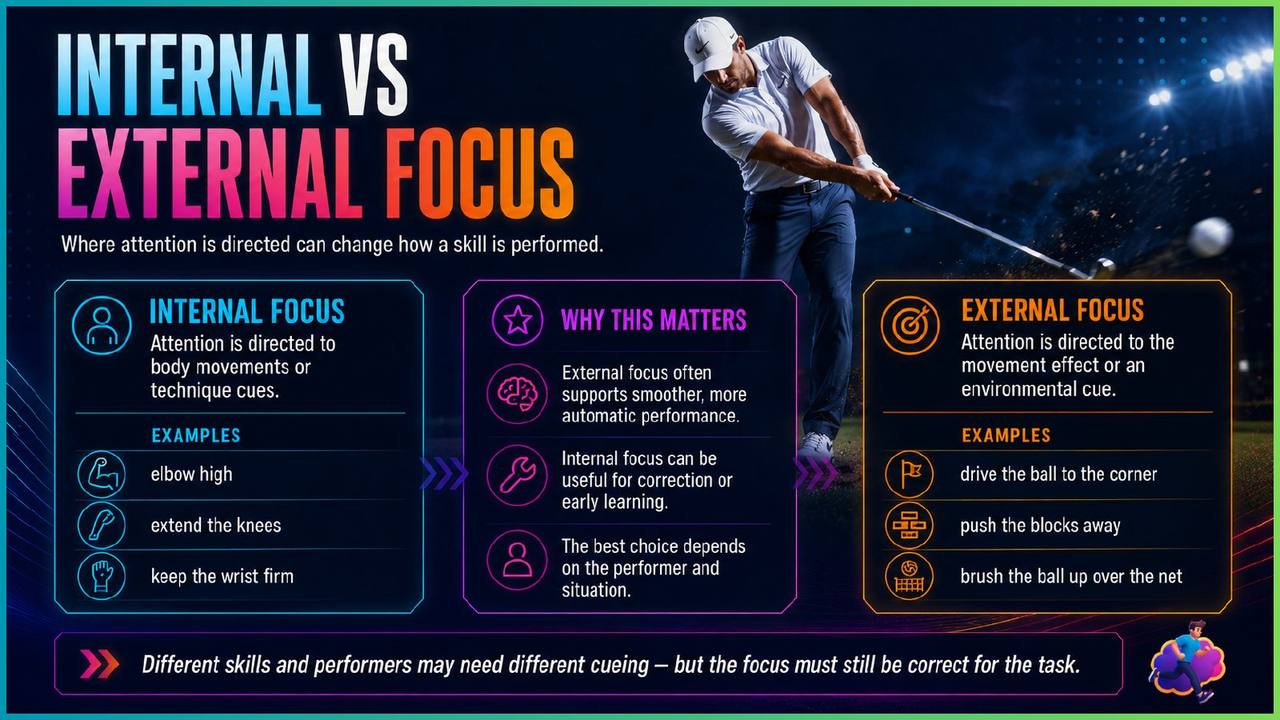 INTERNAL VS
EXTERNAL FOCUS
Where attention is directed can change how a skill is performed.
INTERNAL FOCUS
Attention is directed to
body movements or
technique cues.
EXAMPLES
elbow high
extend the knees
keep the wrist firm
WHY THIS MATTERS
External focus often
supports smoother, more
automatic performance.
Internal focus can be
useful for correction or
early learning.
The best choice depends
on the performer and
situation.
EXTERNAL FOCUS
Attention is directed to the
movement effect or an
environmental cue.
EXAMPLES
drive the ball to the corner
push the blocks away
brush the ball up over the net
Different skills and performers may need different cueing – but the focus must still be correct for the task.